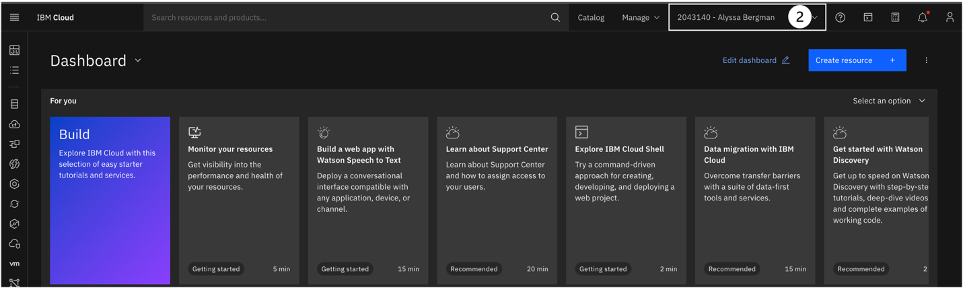 IBM Cloud
Search resources and products...
Catalog
Manage
2043140 - Alyssa Bergman
2
Dashboard
Edit dashboard
Create resource +
For you
Select an option
Build
Explore IBM Cloud with this
selection of easy starter
tutorials and services.
Monitor your resources
Get visibility into the
performance and health of
your resources.
Getting started
5 min
Build a web app with
Watson Speech to Text
Deploy a conversational
interface compatible with
any application, device, or
channel.
Getting started
15 min
Learn about Support Center
Learn about Support Center
and how to assign access to
your users.
Recommended
20 min
Explore IBM Cloud Shell
Try a command-driven
approach for creating,
developing, and deploying a
web project.
Getting started
2 min
Data migration with IBM
Cloud
Overcome transfer barriers
with a suite of data-first
tools and services.
Recommended
15 min
Get started with Watson
Discovery
Get up to speed on Watson
Discovery with step-by-ste
tutorials, deep-dive videos
and complete examples of
working code.
Recommended
2
vm